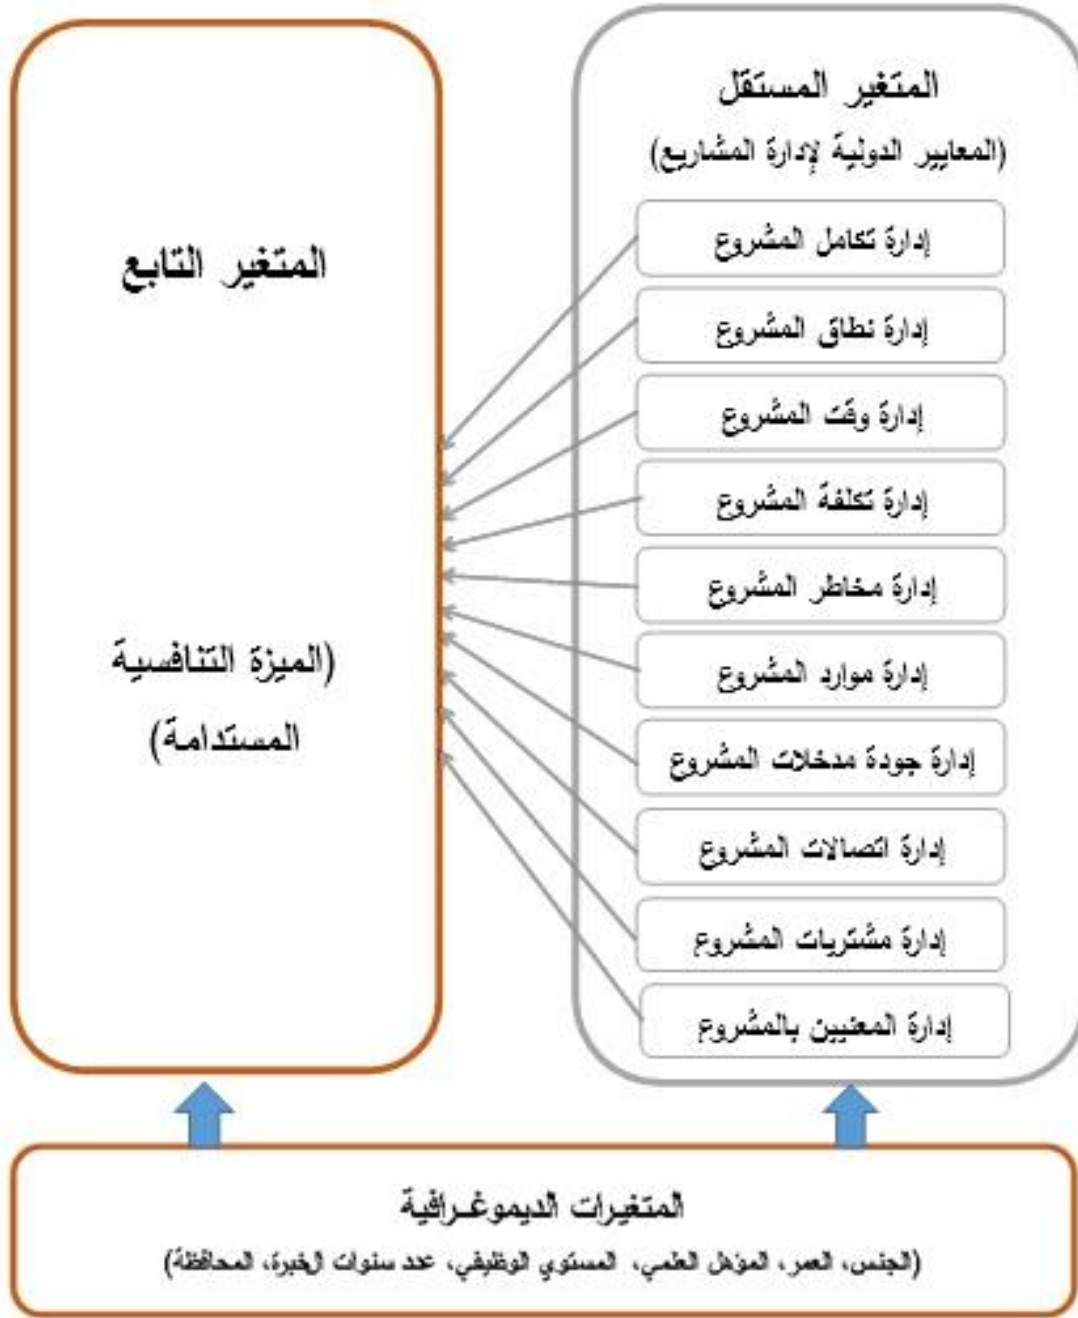 المتغير المستقل
(المعايير الدولية لإدارة المشاريع)
إدارة تكامل المشروع
إدارة نطاق المشروع
إدارة وقت المشروع
إدارة تكلفة المشروع
إدارة مخاطر المشروع
إدارة موارد المشروع
إدارة جودة مدخلات المشروع
إدارة اتصالات المشروع
إدارة مشتريات المشروع
إدارة المعنيين بالمشروع
المتغير التابع
(الميزة التنافسية
المستدامة)
المتغيرات الديموغرافية
(الجنس، العمر، المؤهل العلمي، المستوي الوظيفي، عدد سنوات الخبرة، المحافظة)